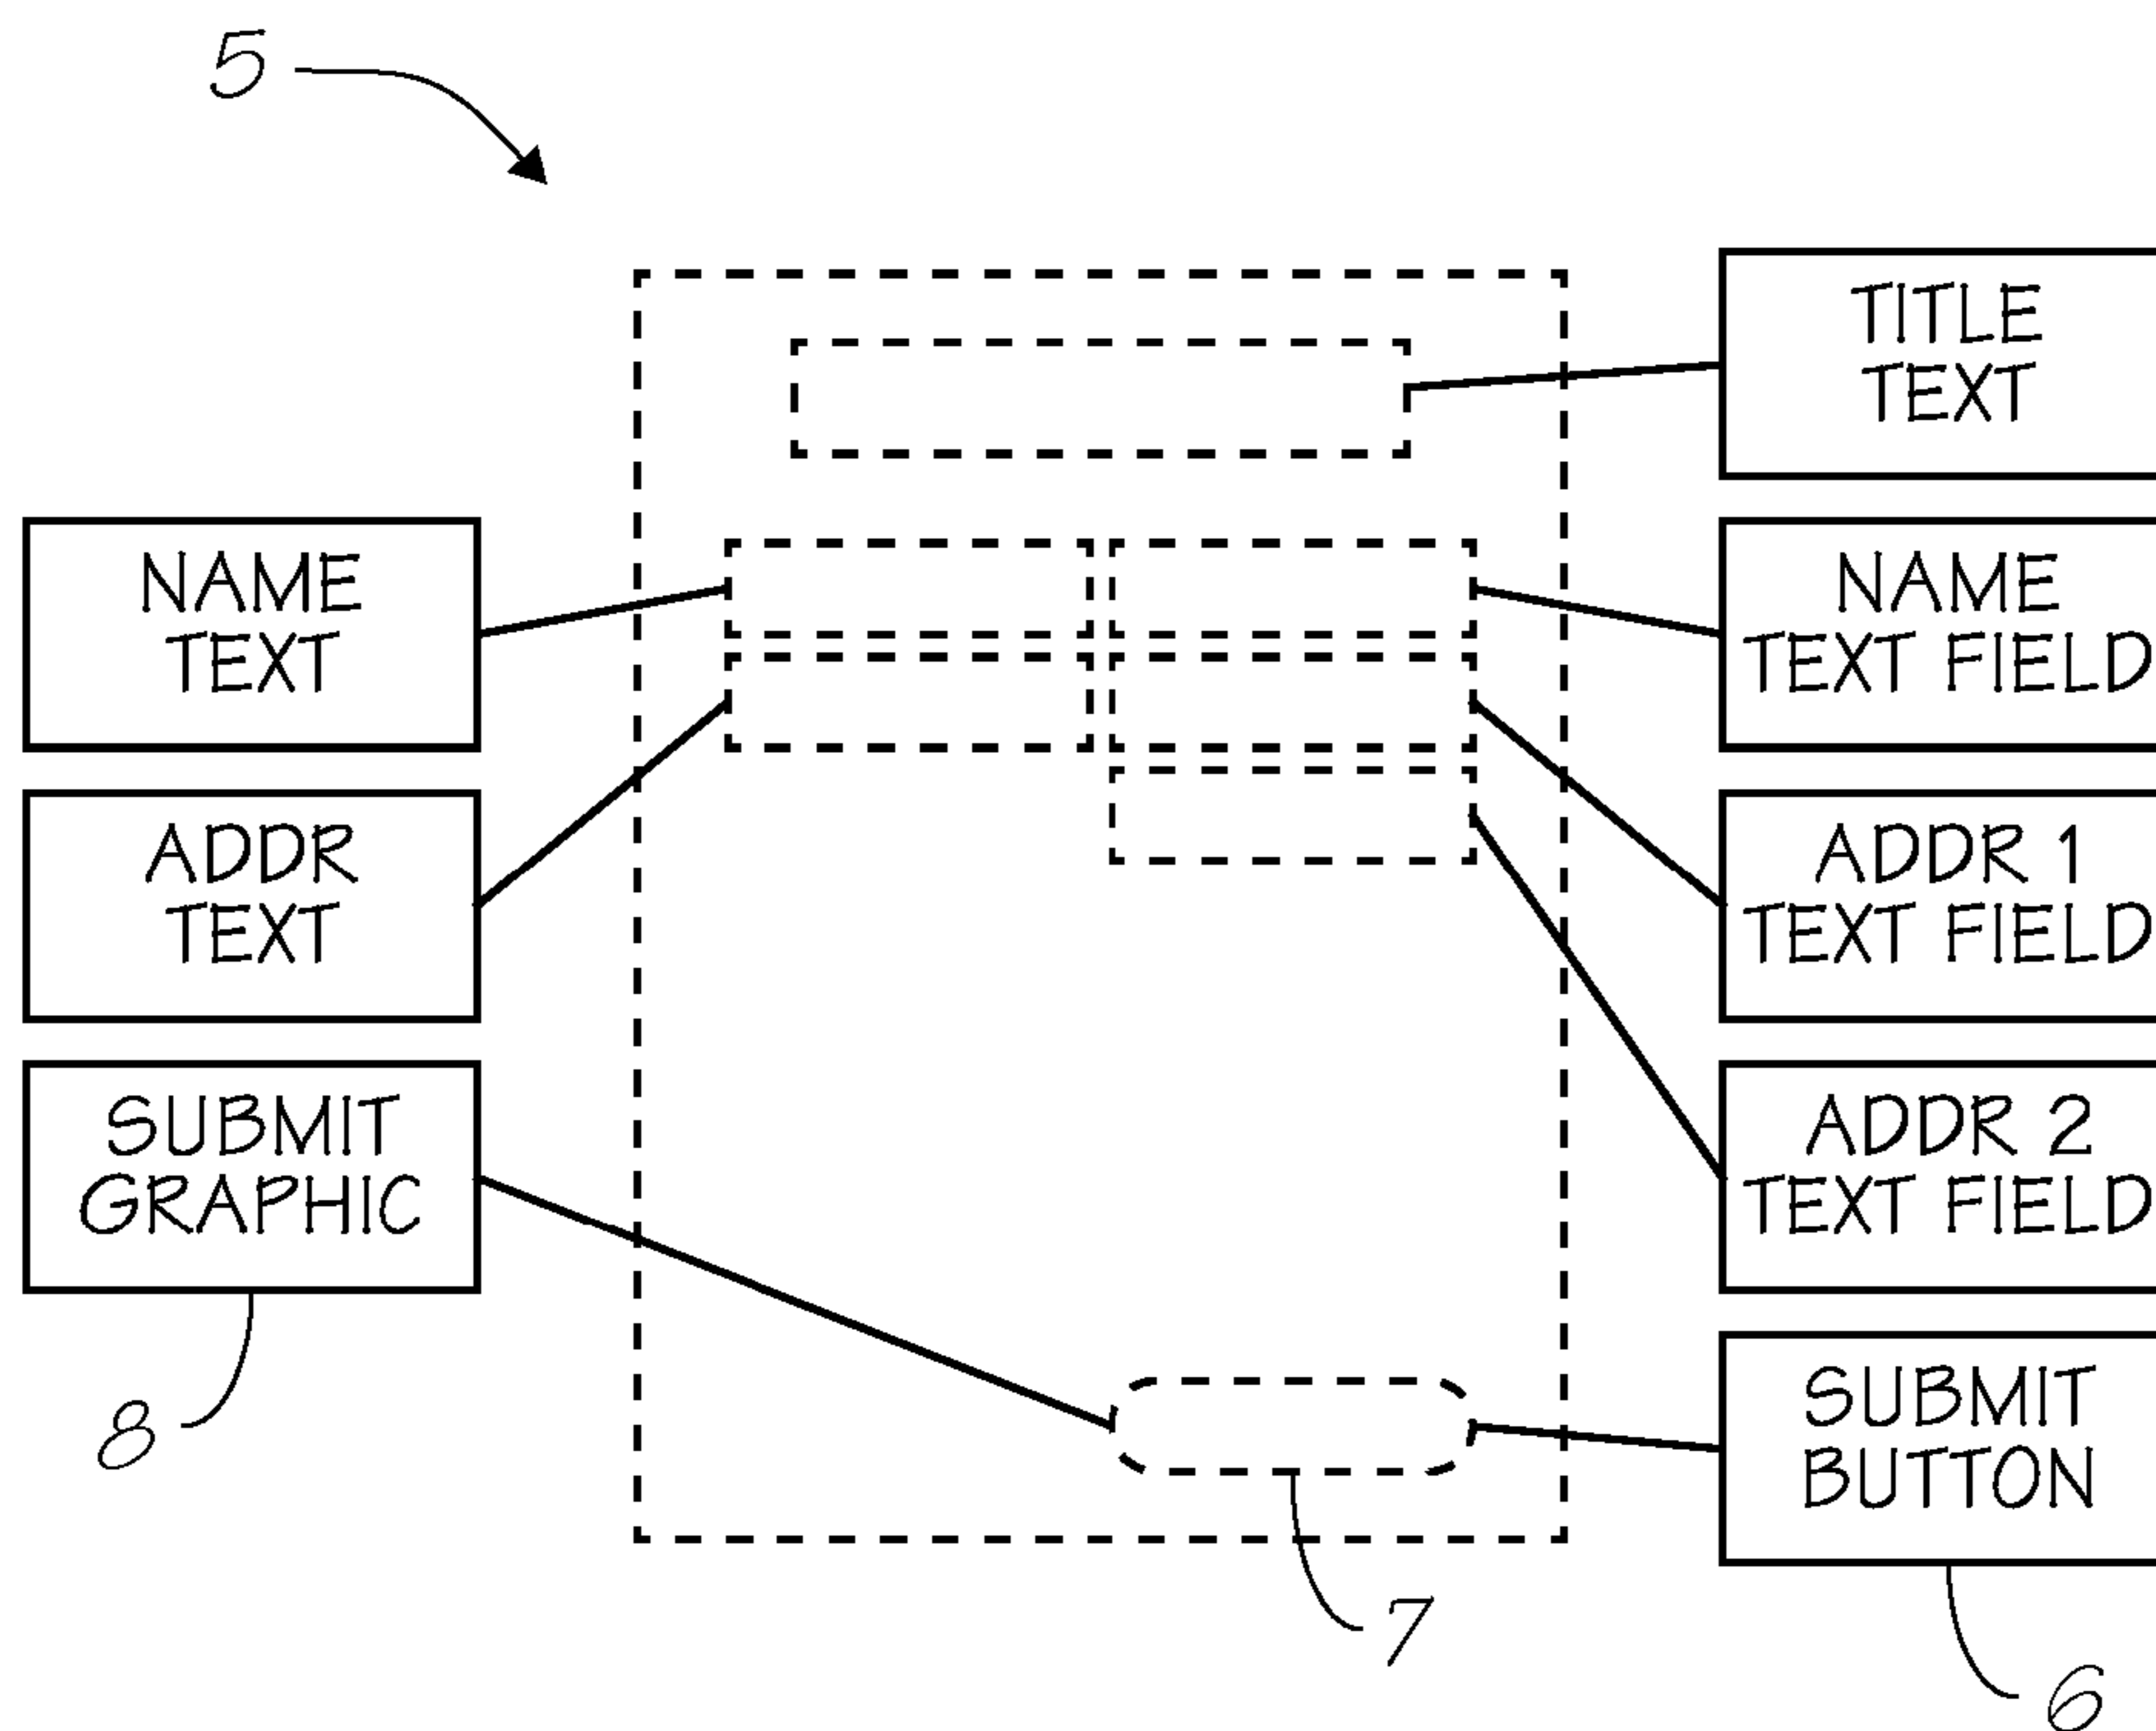 5
TITLE
TEXT
NAME
TEXT
NAME
TEXT FIELD
ADDR
TEXT
ADDR 1
TEXT FIELD
SUBMIT
GRAPHIC
ADDR 2
TEXT FIELD
SUBMIT
BUTTON
8
7
6